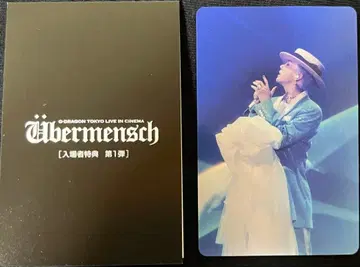 G-DRAGON TOKYO LIVE IN CINEMA
Übermensch
[入場者特典 第1弾]